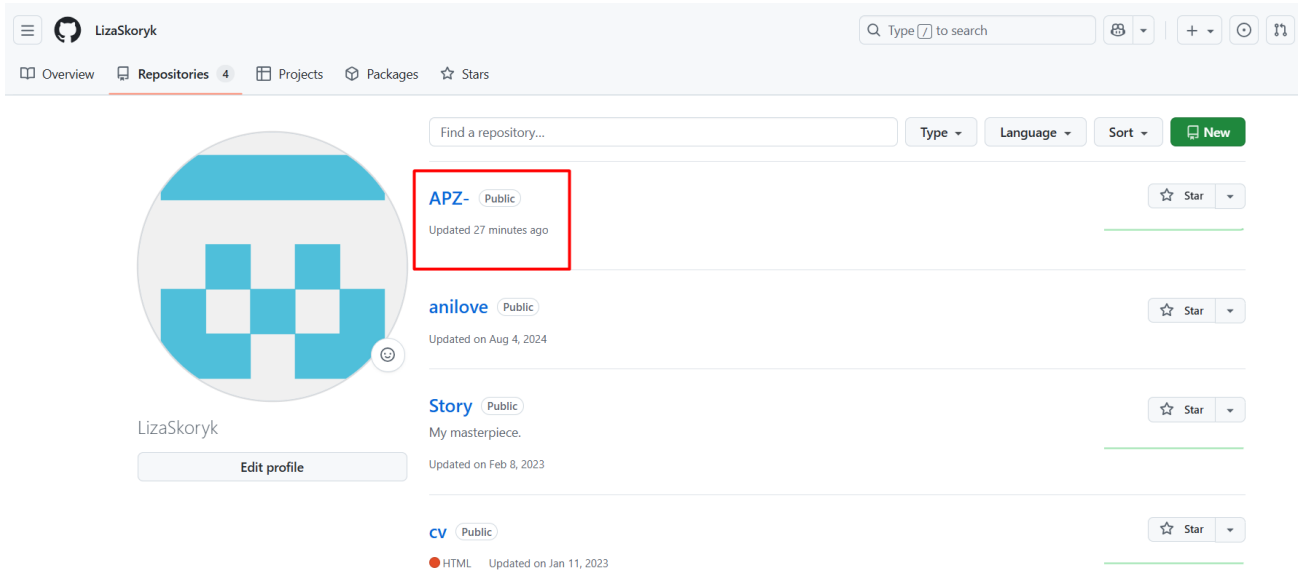 LizaSkoryk
Type / to search
Overview Repositories 4 Projects Packages Stars
Find a repository... Type Language Sort New
APZ- Public Star
Updated 27 minutes ago
anilove Public Star
Updated on Aug 4, 2024
Story Public Star
My masterpiece.
Updated on Feb 8, 2023
cv Public Star
HTML Updated on Jan 11, 2023
LizaSkoryk
Edit profile